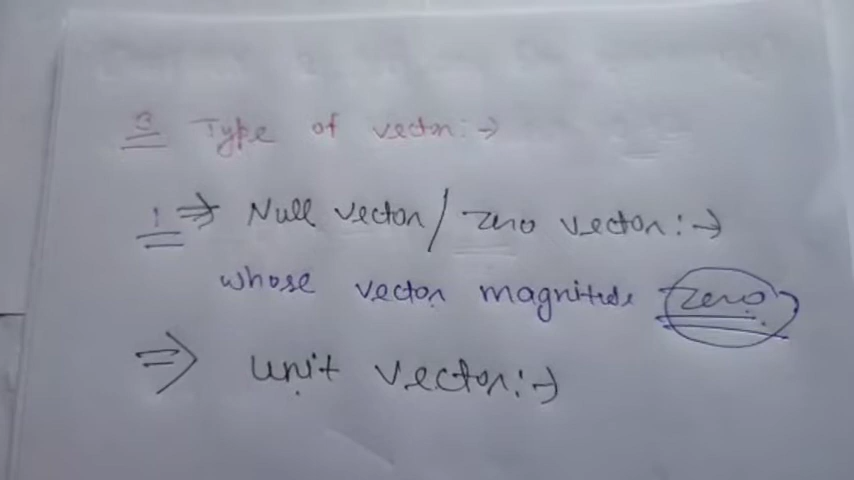 3 Type of vector:→
1 ⇒ Null vector / zero vector:→
whose vector magnitude zero.
⇒ unit vector:→